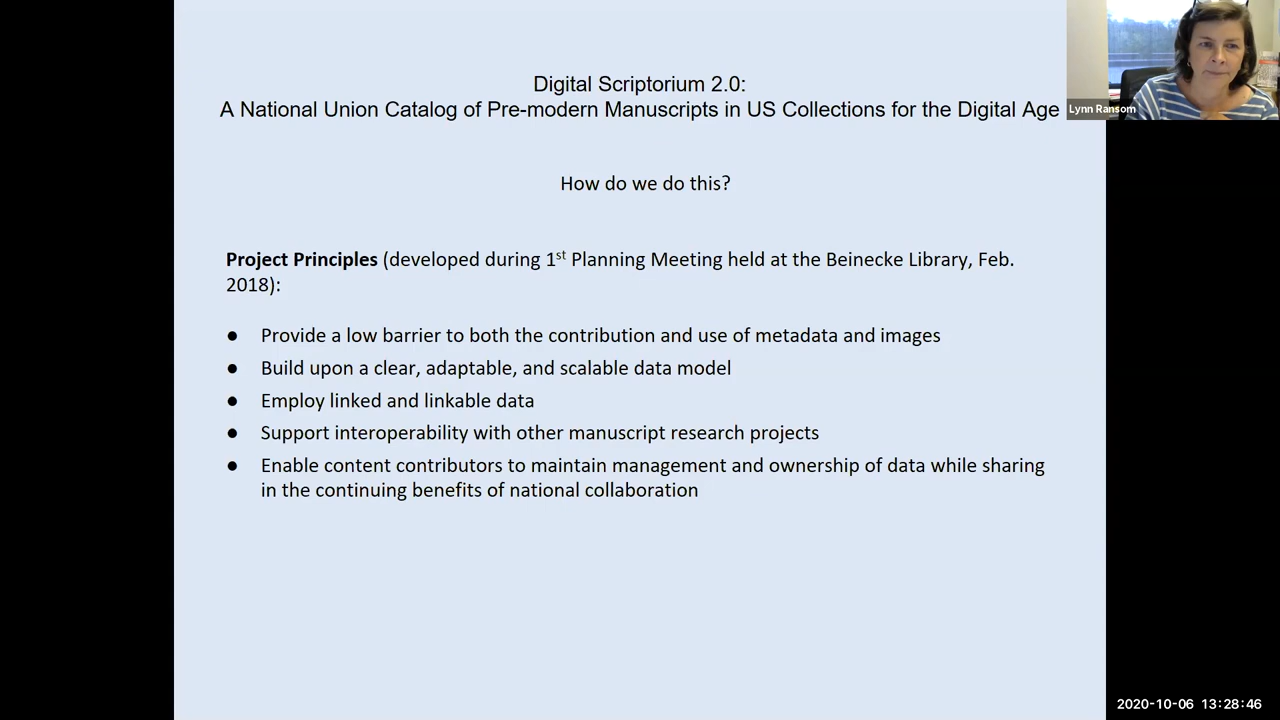 Digital Scriptorium 2.0:
A National Union Catalog of Pre-modern Manuscripts in US Collections for the Digital Age
Lynn Ransom
How do we do this?
Project Principles (developed during 1st Planning Meeting held at the Beinecke Library, Feb.
2018):
● Provide a low barrier to both the contribution and use of metadata and images
● Build upon a clear, adaptable, and scalable data model
● Employ linked and linkable data
● Support interoperability with other manuscript research projects
● Enable content contributors to maintain management and ownership of data while sharing
in the continuing benefits of national collaboration
2020-10-06 13:28:46